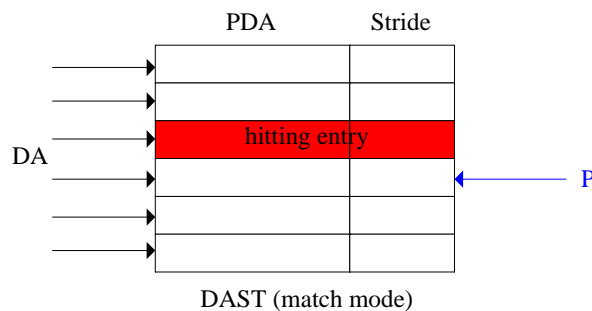 PDA Stride
hitting entry
DA
P
DAST (match mode)